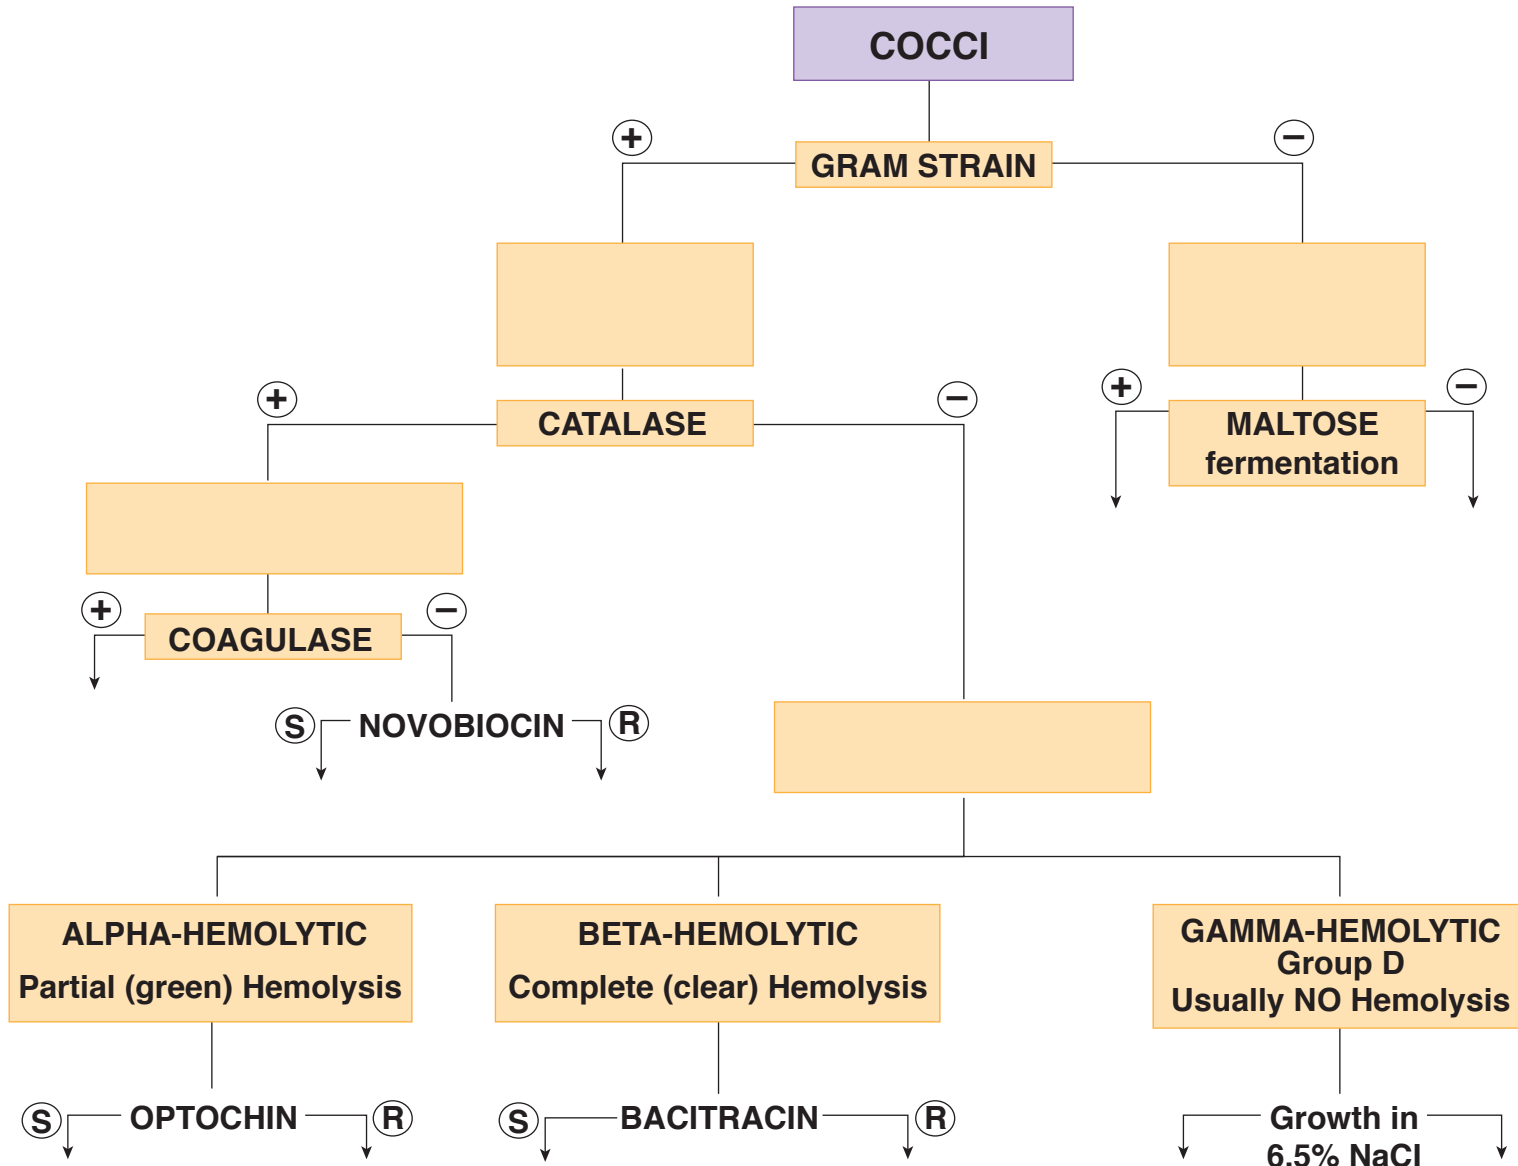 COCCI
+
−
GRAM STRAIN
+
−
+
−
CATALASE
MALTOSE
fermentation
+
−
COAGULASE
S
NOVOBIOCIN
R
ALPHA-HEMOLYTIC
Partial (green) Hemolysis
BETA-HEMOLYTIC
Complete (clear) Hemolysis
GAMMA-HEMOLYTIC
Group D
Usually NO Hemolysis
S
OPTOCHIN
R
S
BACITRACIN
R
Growth in
6.5% NaCl